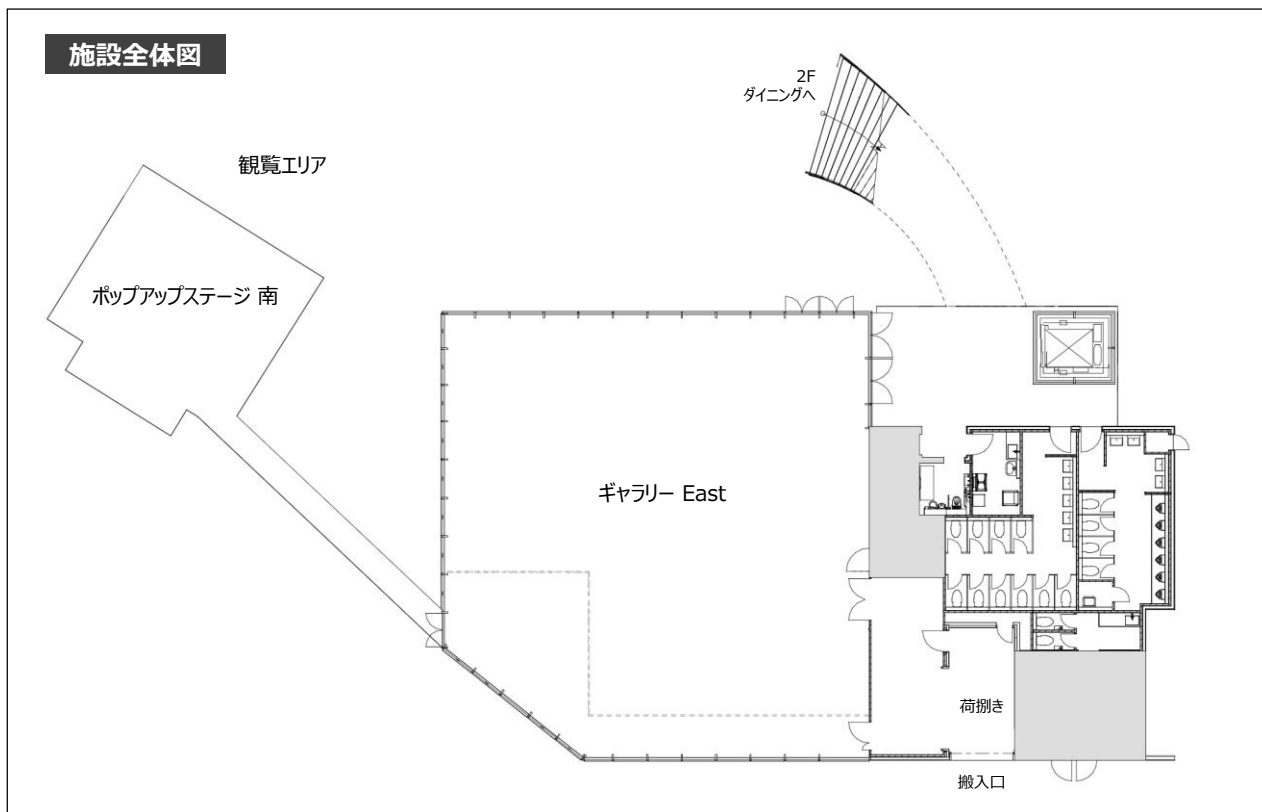 施設全体図
2F
ダイニングへ
観覧エリア
ポップアップステージ 南
ギャラリー East
荷捌き
搬入口